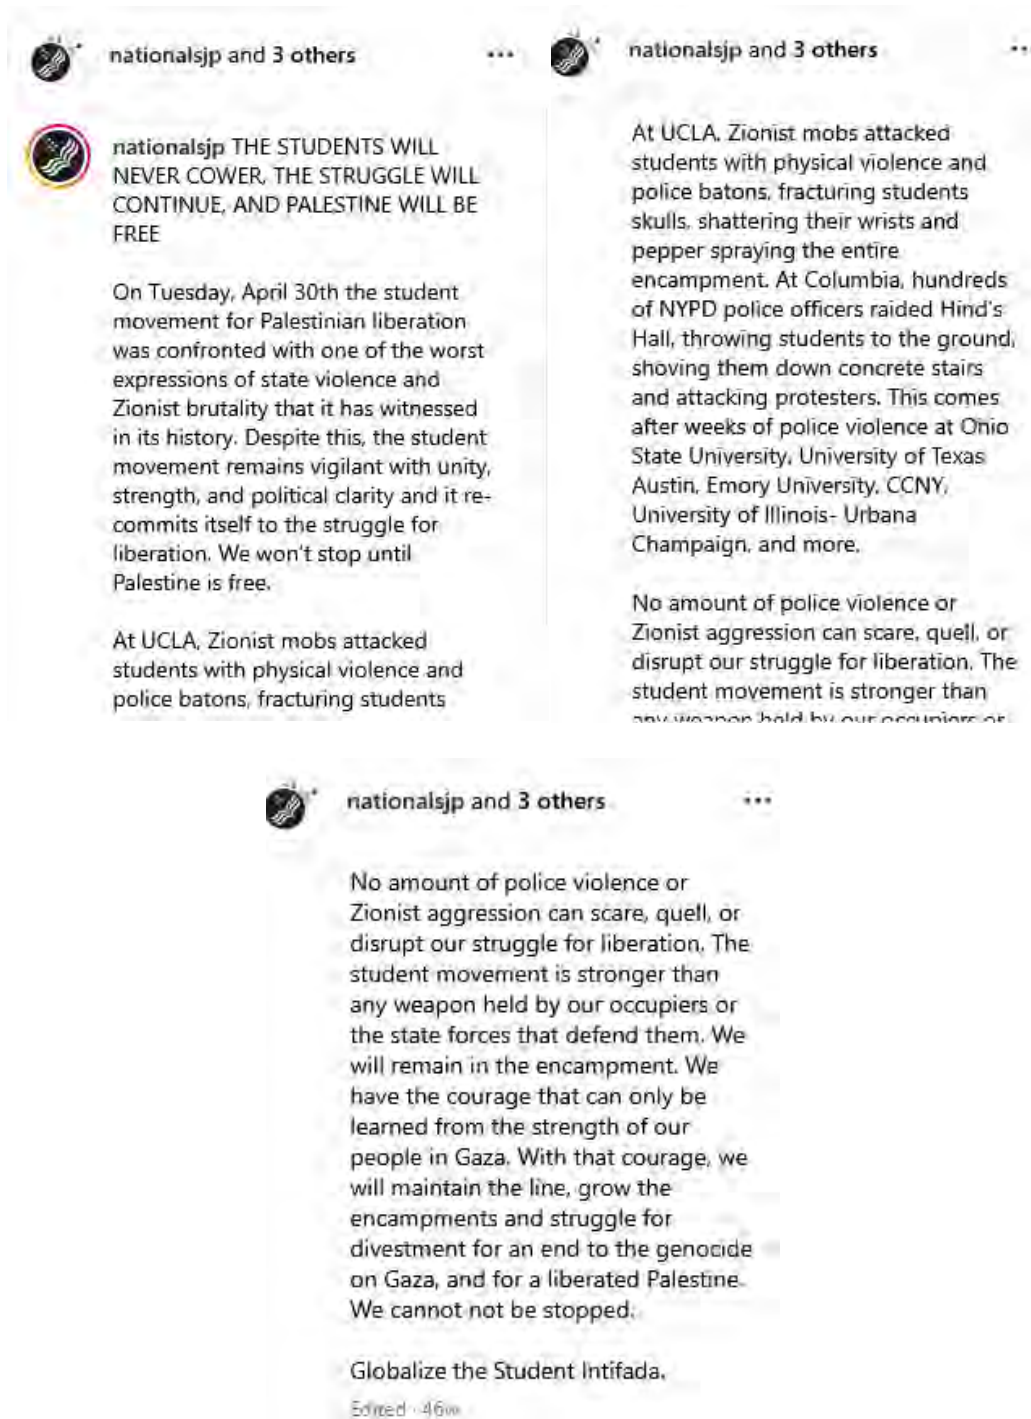 nationalsjp and 3 others
nationalsjp THE STUDENTS WILL
NEVER COWER, THE STRUGGLE WILL
CONTINUE, AND PALESTINE WILL BE
FREE
On Tuesday, April 30th the student
movement for Palestinian liberation
was confronted with one of the worst
expressions of state violence and
Zionist brutality that it has witnessed
in its history. Despite this, the student
movement remains vigilant with unity,
strength, and political clarity and it re-
commits itself to the struggle for
liberation. We won't stop until
Palestine is free.
At UCLA, Zionist mobs attacked
students with physical violence and
police batons, fracturing students
nationalsjp and 3 others
At UCLA, Zionist mobs attacked
students with physical violence and
police batons, fracturing students
skulls, shattering their wrists and
pepper spraying the entire
encampment. At Columbia, hundreds
of NYPD police officers raided Hind's
Hall, throwing students to the ground,
shoving them down concrete stairs
and attacking protesters. This comes
after weeks of police violence at Ohio
State University, University of Texas
Austin, Emory University, CCNY,
University of Illinois- Urbana
Champaign, and more.
No amount of police violence or
Zionist aggression can scare, quell, or
disrupt our struggle for liberation. The
student movement is stronger than
any weapon held by our occupiers or
nationalsjp and 3 others
No amount of police violence or
Zionist aggression can scare, quell, or
disrupt our struggle for liberation. The
student movement is stronger than
any weapon held by our occupiers or
the state forces that defend them. We
will remain in the encampment. We
have the courage that can only be
learned from the strength of our
people in Gaza. With that courage, we
will maintain the line, grow the
encampments and struggle for
divestment for an end to the genocide
on Gaza, and for a liberated Palestine.
We cannot not be stopped.
Globalize the Student Intifada.
Edited · 46w